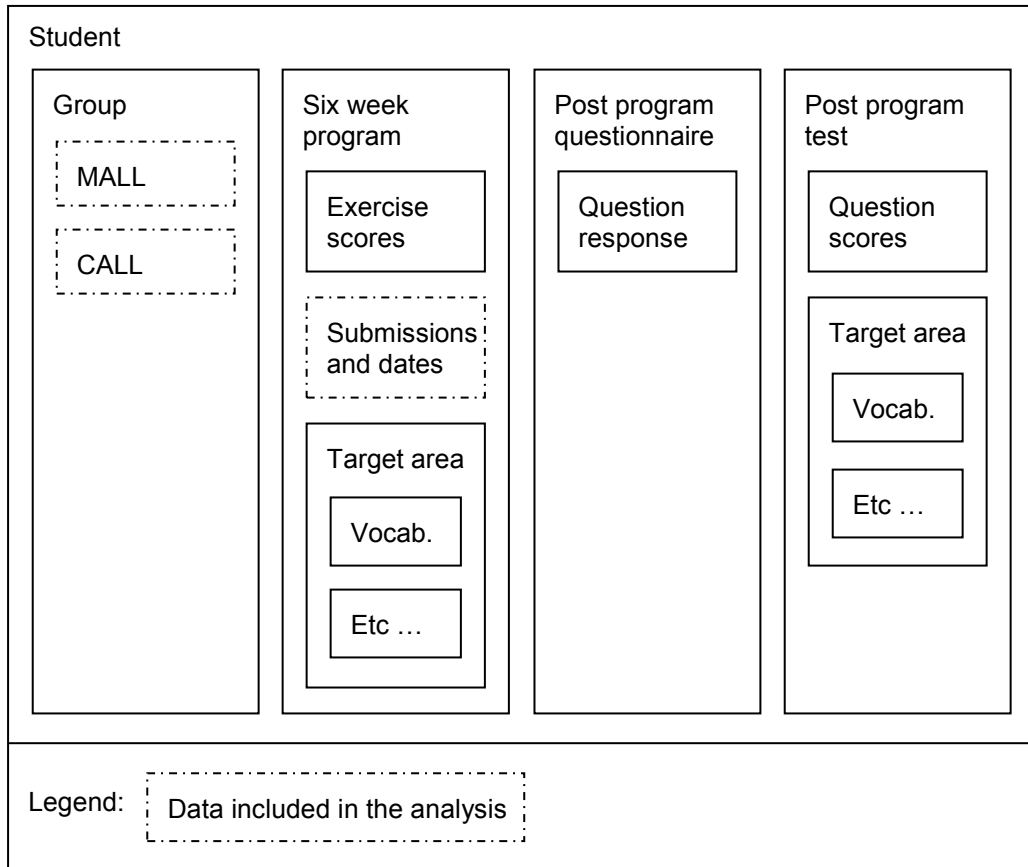 Student
Group
MALL
CALL
Six week
program
Exercise
scores
Submissions
and dates
Target area
Vocab.
Etc …
Post program
questionnaire
Question
response
Post program
test
Question
scores
Target area
Vocab.
Etc …
Legend:
Data included in the analysis